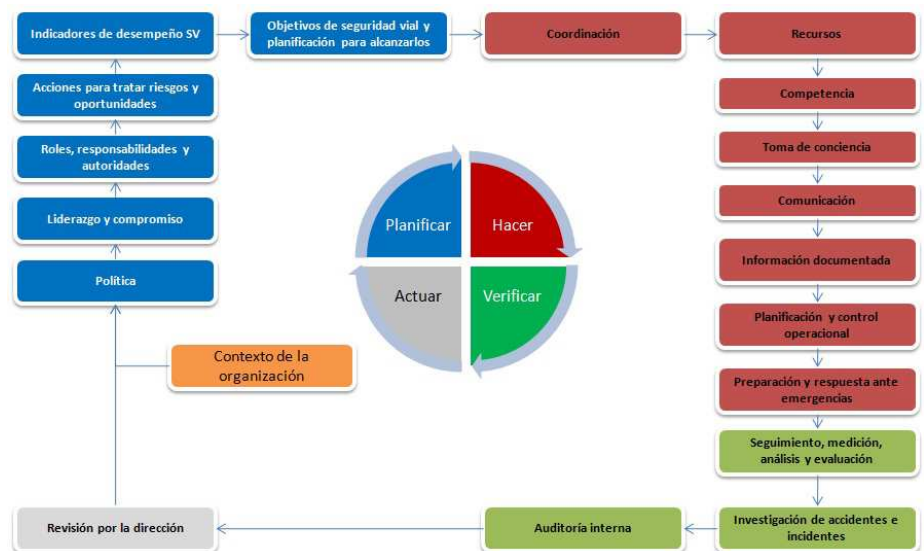 Indicadores de desempeño SV
Objetivos de seguridad vial y
planificación para alcanzarlos
Coordinación
Recursos
Acciones para tratar riesgos y
oportunidades
Competencia
Roles, responsabilidades y
autoridades
Toma de conciencia
Liderazgo y compromiso
Comunicación
Política
Información documentada
Planificar
Hacer
Actuar
Verificar
Planificación y control
operacional
Contexto de la
organización
Preparación y respuesta ante
emergencias
Seguimiento, medición,
análisis y evaluación
Revisión por la dirección
Auditoría interna
Investigación de accidentes e
incidentes